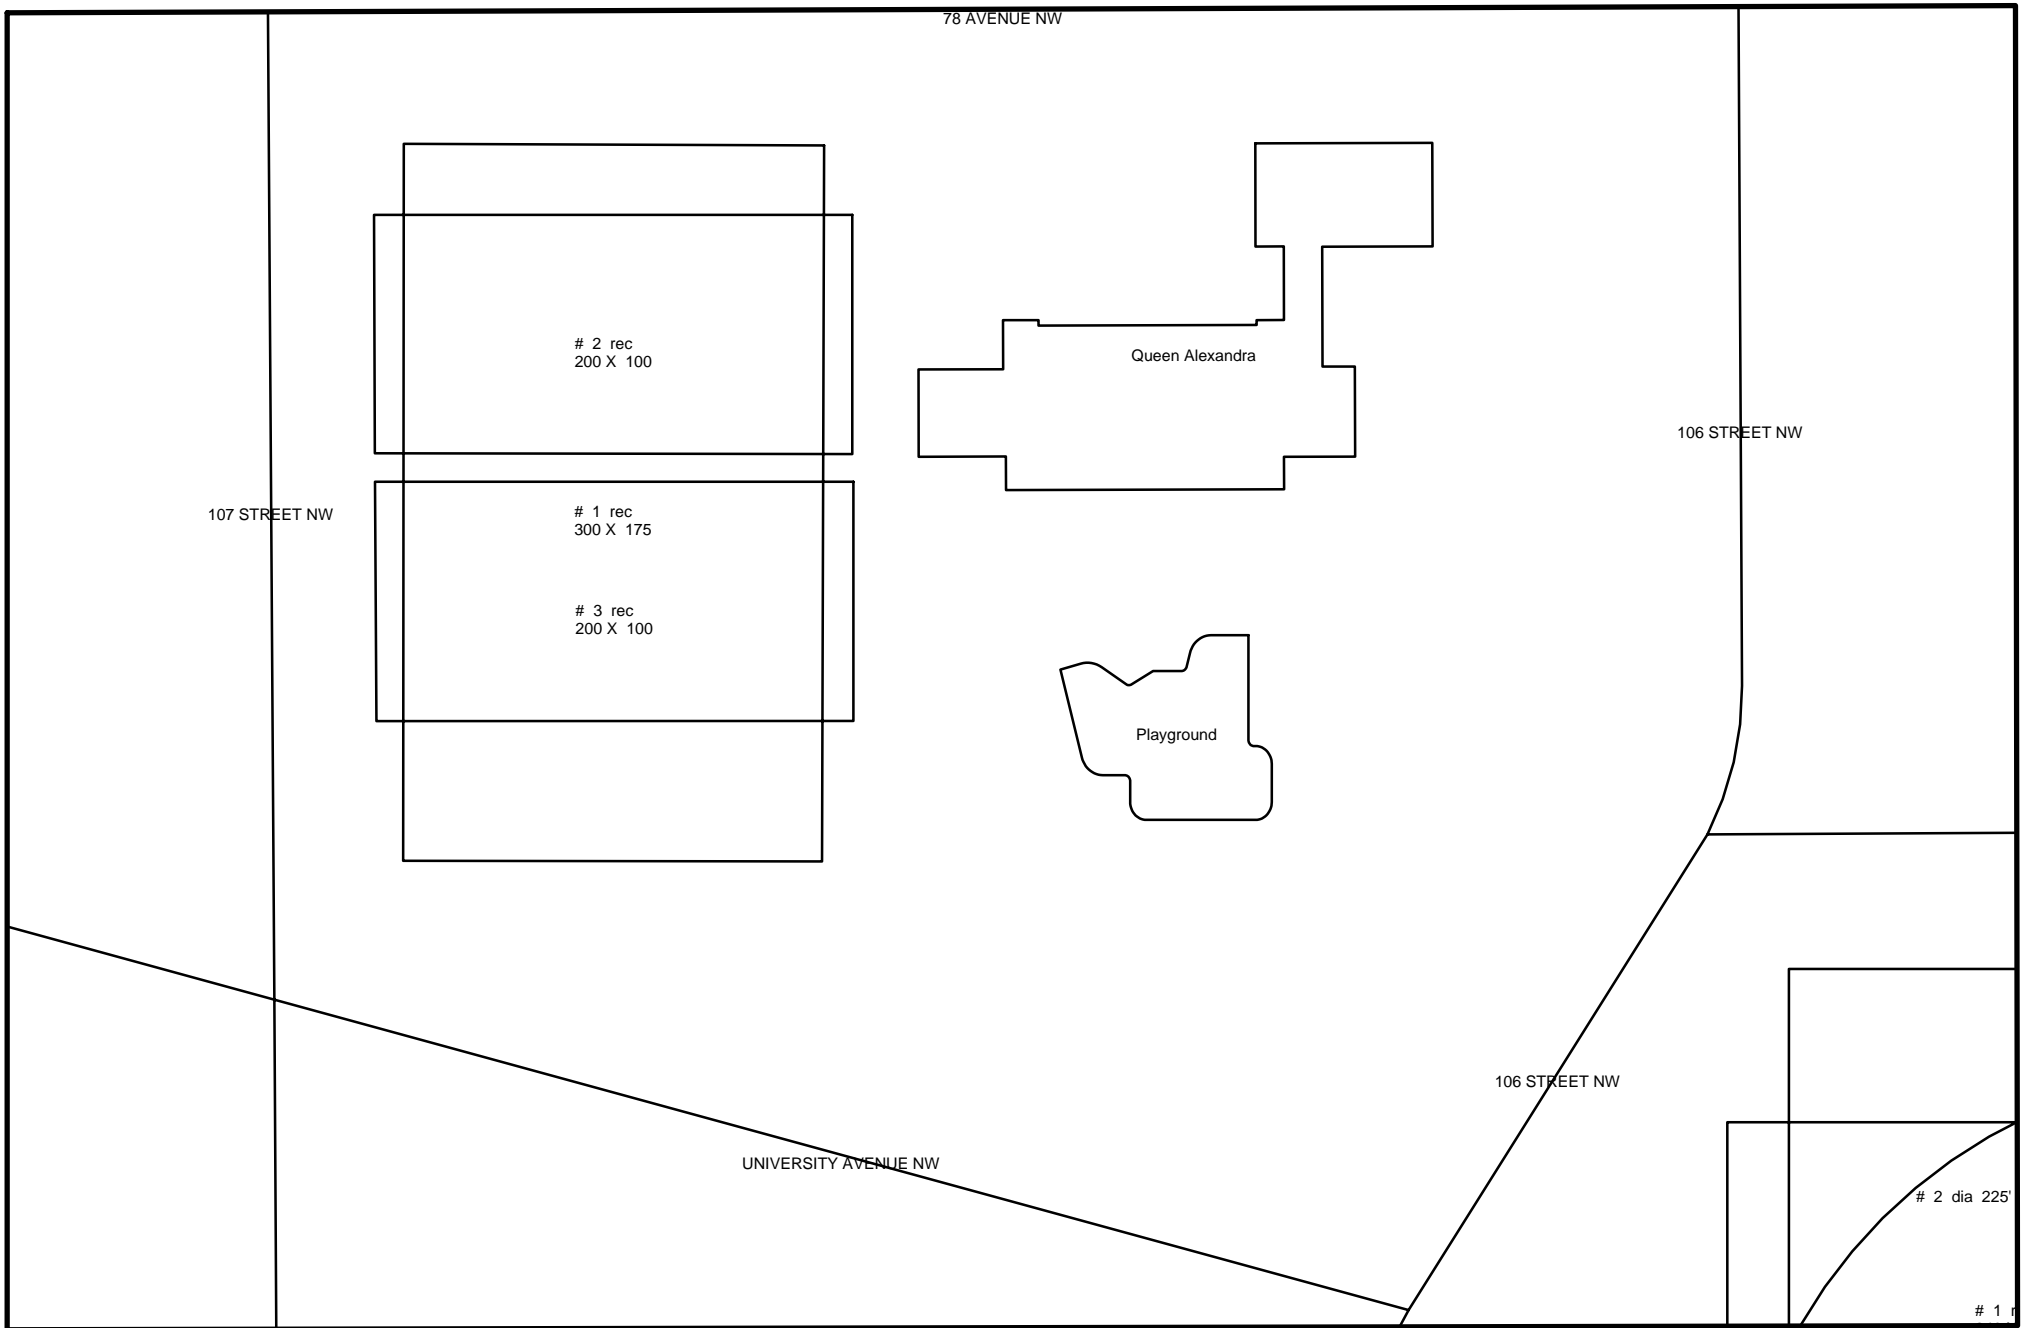 78 AVENUE NW
# 2 rec
200 X 100
Queen Alexandra
106 STREET NW
107 STREET NW
# 1 rec
300 X 175
# 3 rec
200 X 100
Playground
106 STREET NW
UNIVERSITY AVENUE NW
# 2 dia 225'
# 1